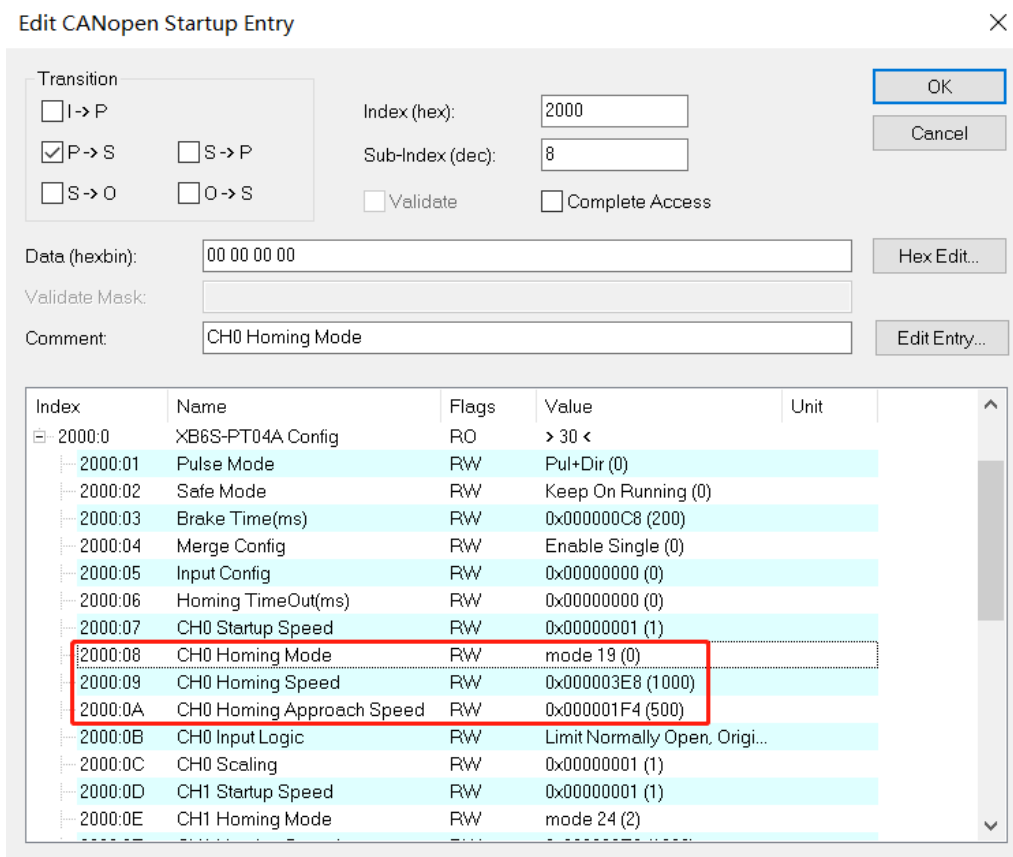 Edit CANopen Startup Entry
Transition
I -> P
P -> S
S -> P
S -> O
O -> S
Index (hex):
2000
Sub-Index (dec):
8
Validate
Complete Access
OK
Cancel
Data (hexbin):
00 00 00 00
Hex Edit...
Validate Mask:
Comment:
CH0 Homing Mode
Edit Entry...
Index Name Flags Value Unit
2000:0 XB6S-PT04A Config RO > 30 <
2000:01 Pulse Mode RW Pul+Dir (0)
2000:02 Safe Mode RW Keep On Running (0)
2000:03 Brake Time(ms) RW 0x000000C8 (200)
2000:04 Merge Config RW Enable Single (0)
2000:05 Input Config RW 0x00000000 (0)
2000:06 Homing TimeOut(ms) RW 0x00000000 (0)
2000:07 CH0 Startup Speed RW 0x00000001 (1)
2000:08 CH0 Homing Mode RW mode 19 (0)
2000:09 CH0 Homing Speed RW 0x000003E8 (1000)
2000:0A CH0 Homing Approach Speed RW 0x000001F4 (500)
2000:0B CH0 Input Logic RW Limit Normally Open, Origi...
2000:0C CH0 Scaling RW 0x00000001 (1)
2000:0D CH1 Startup Speed RW 0x00000001 (1)
2000:0E CH1 Homing Mode RW mode 24 (2)